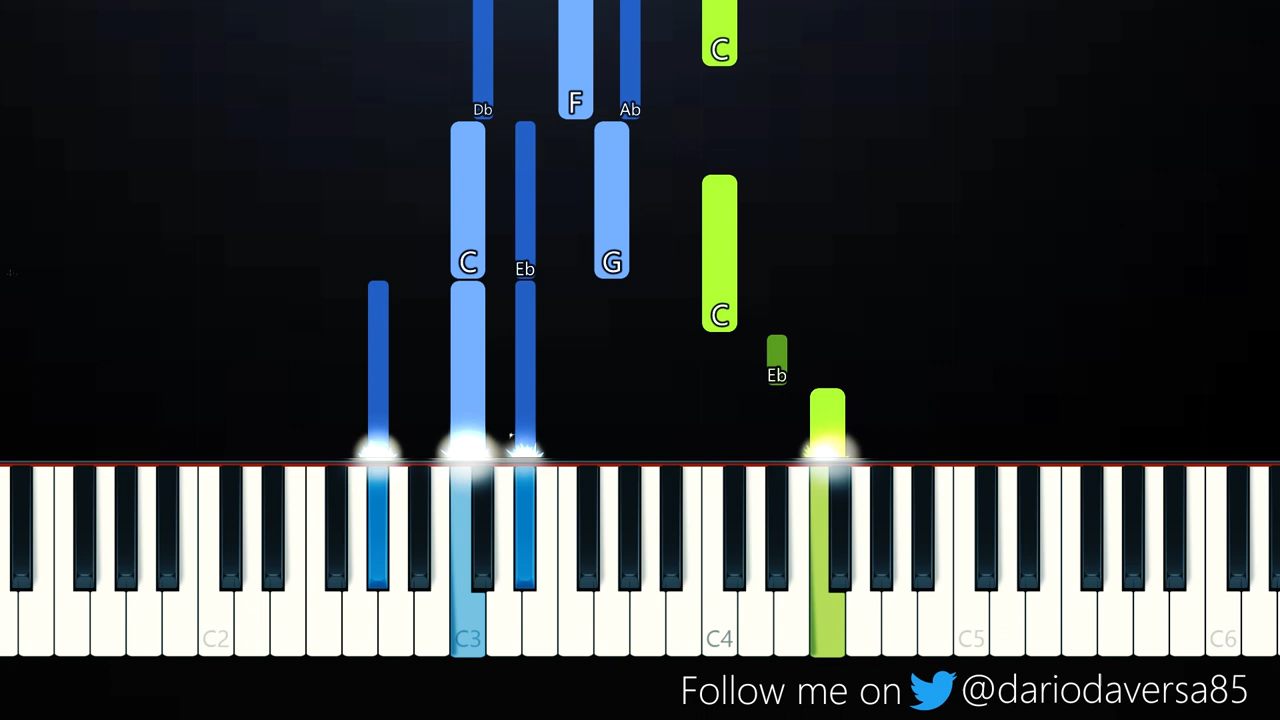 C
Db F Ab
C Eb G
C
Eb
C2 C3 C4 C5 C6
Follow me on @dariodaversa85